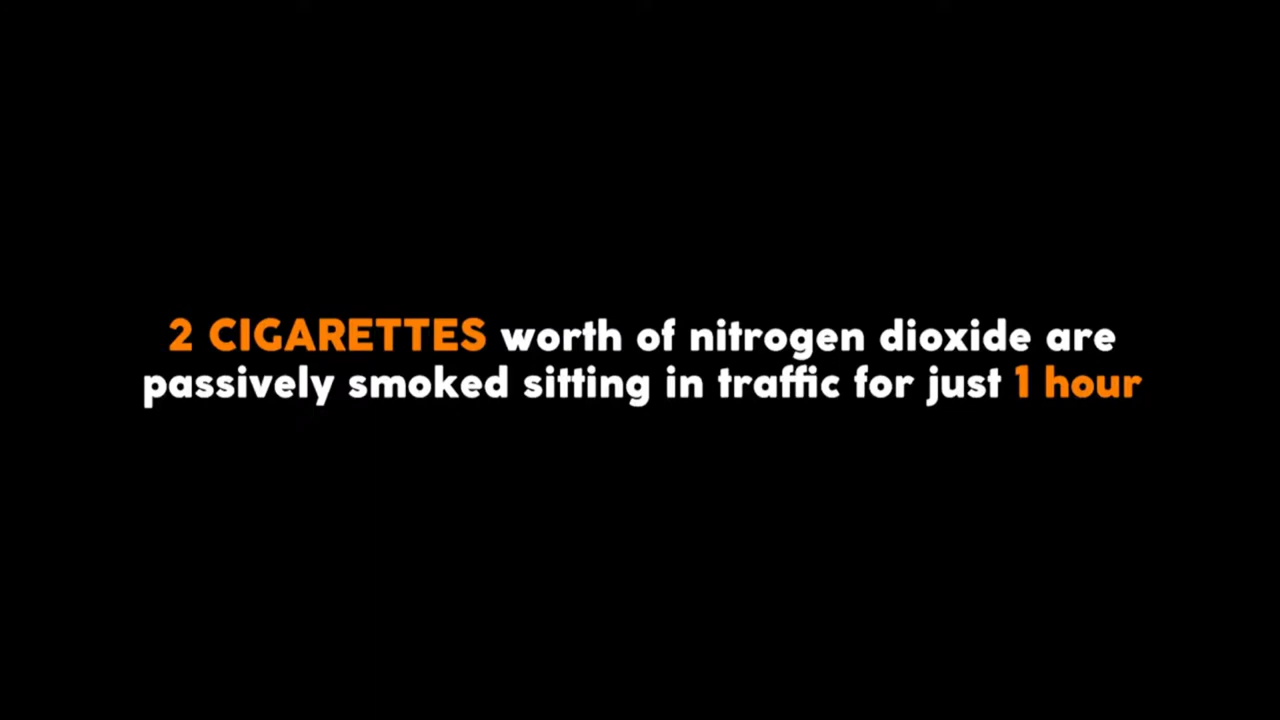 2 CIGARETTES worth of nitrogen dioxide are
passively smoked sitting in traffic for just 1 hour